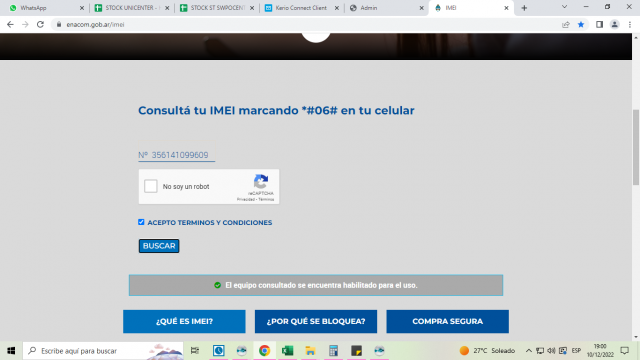 WhatsApp
STOCK UNICENTER -
STOCK ST SWPOCENT
Kerio Connect Client
Admin
IMEI
enacom.gob.ar/imei
Consultá tu IMEI marcando *#06# en tu celular
Nº 356141099609
No soy un robot
reCAPTCHA
Privacidad - Términos
ACEPTO TERMINOS Y CONDICIONES
BUSCAR
El equipo consultado se encuentra habilitado para el uso.
¿QUÉ ES IMEI?
¿POR QUÉ SE BLOQUEA?
COMPRA SEGURA
Escribe aquí para buscar
27°C Soleado
ESP
19:00
10/12/2022